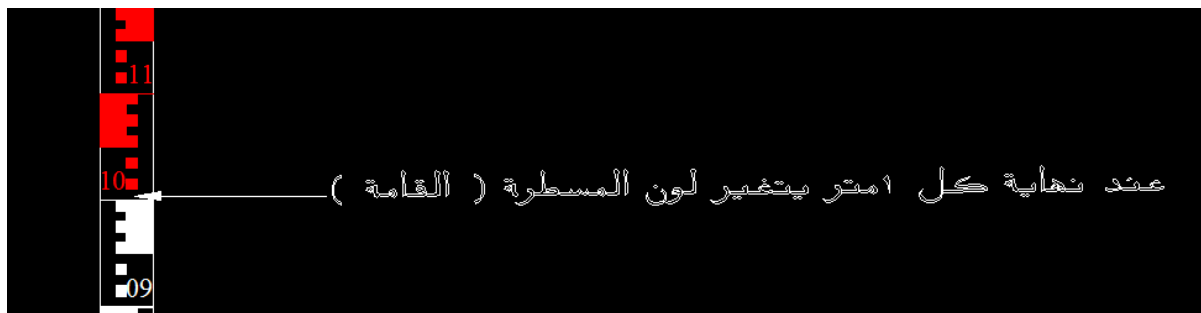 11
10
عند نهاية كل ١متر يتغير لون المسطرة ( القامة )
09